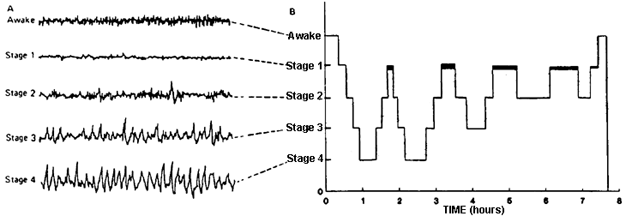 A
Awake
Stage 1
Stage 2
Stage 3
Stage 4
B
Awake
Stage 1
Stage 2
Stage 3
Stage 4
0
0 1 2 3 4 5 6 7 8
TIME (hours)